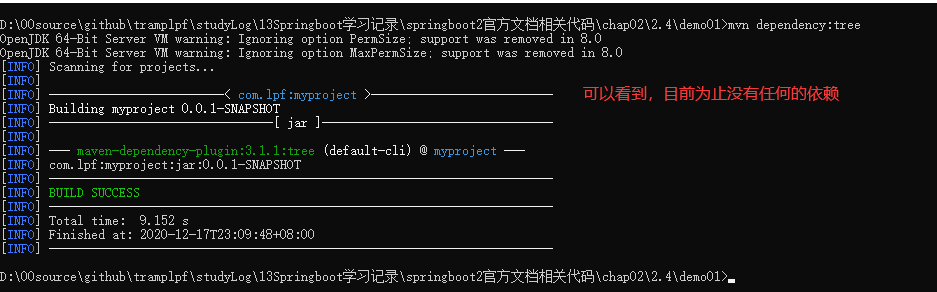 D:\00source\github\tramplpf\studyLog\13Springboot学习记录\springboot2官方文档相关代码\chap02\2.4\demo01>mvn dependency:tree
OpenJDK 64-Bit Server VM warning: Ignoring option PermSize; support was removed in 8.0
OpenJDK 64-Bit Server VM warning: Ignoring option MaxPermSize; support was removed in 8.0
[INFO] Scanning for projects...
[INFO]
[INFO] ------------------------< com.lpf:myproject >------------------------
可以看到，目前为止没有任何的依赖
[INFO] Building myproject 0.0.1-SNAPSHOT
[INFO] --------------------------------[ jar ]---------------------------------
[INFO]
[INFO] --- maven-dependency-plugin:3.1.1:tree (default-cli) @ myproject ---
[INFO] com.lpf:myproject:jar:0.0.1-SNAPSHOT
[INFO] ------------------------------------------------------------------------
[INFO] BUILD SUCCESS
[INFO] ------------------------------------------------------------------------
[INFO] Total time:  9.152 s
[INFO] Finished at: 2020-12-17T23:09:48+08:00
[INFO] ------------------------------------------------------------------------
D:\00source\github\tramplpf\studyLog\13Springboot学习记录\springboot2官方文档相关代码\chap02\2.4\demo01>